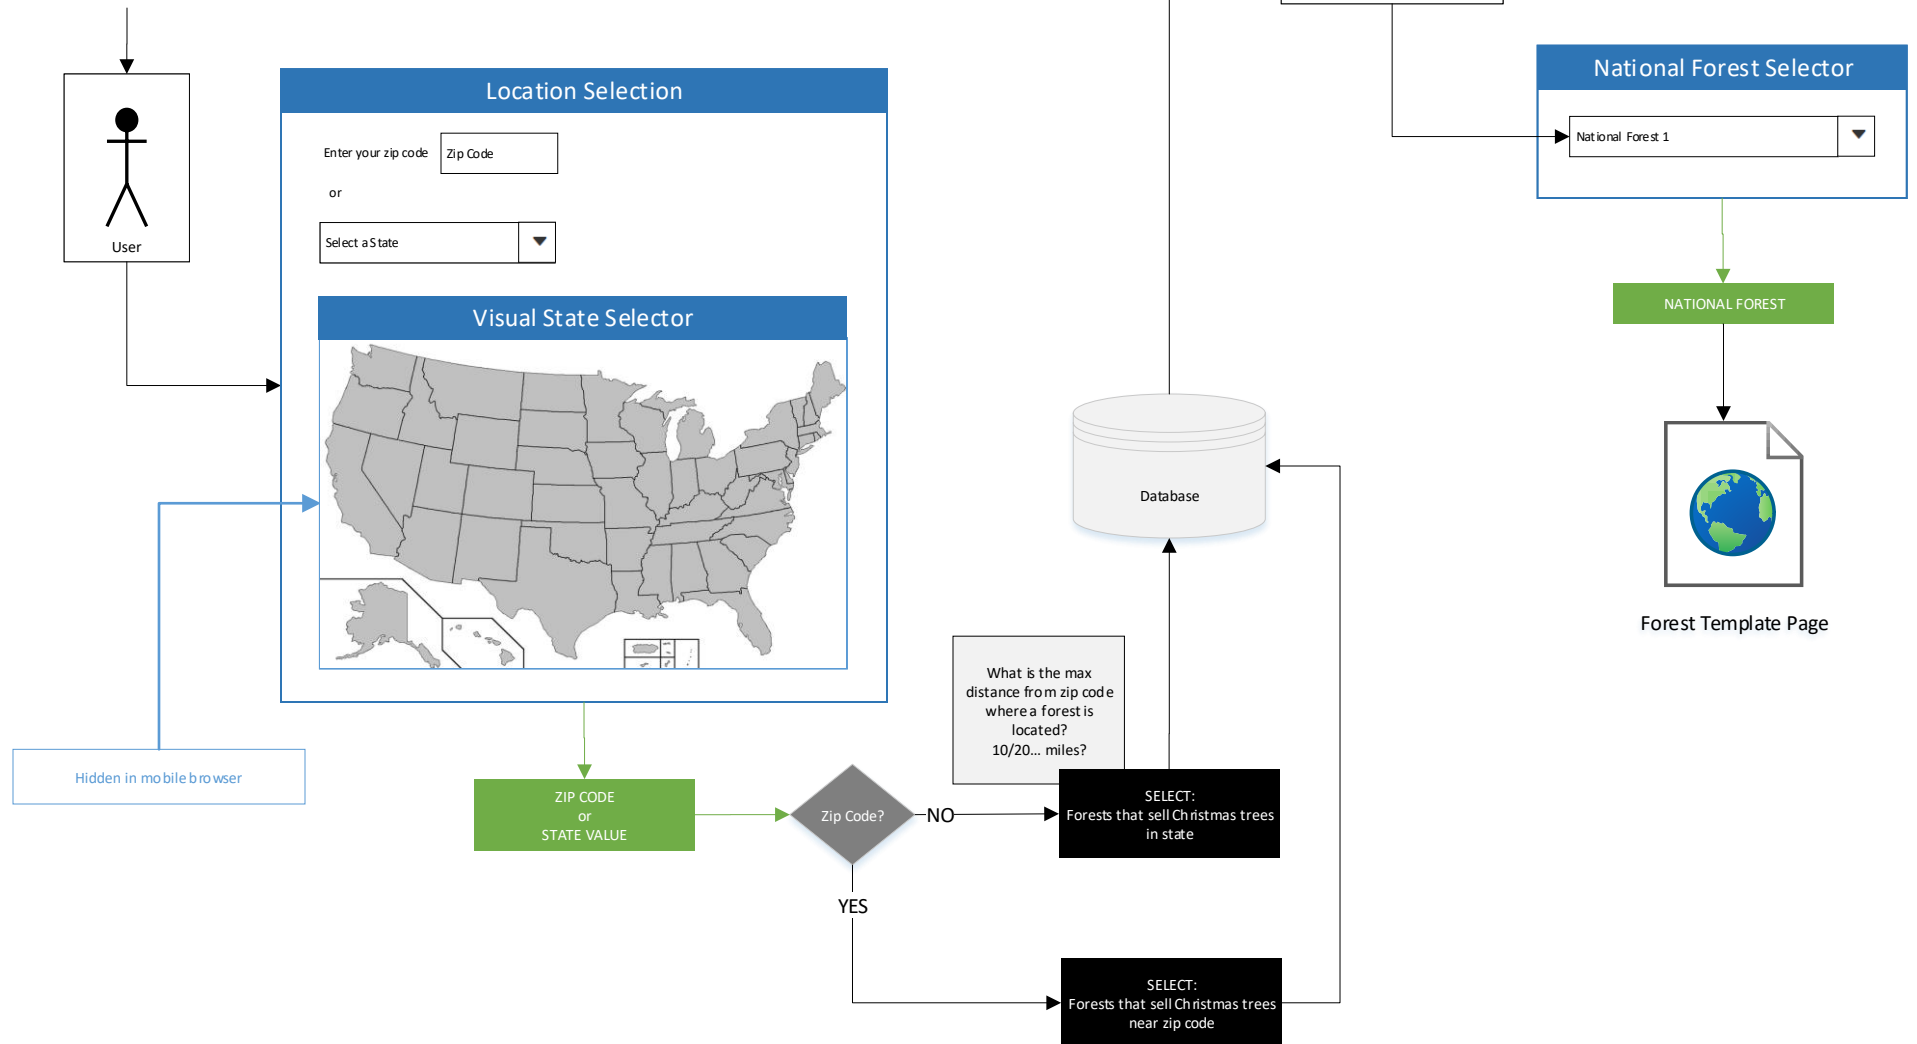 User
Location Selection
Enter your zip code
Zip Code
or
Select a State
Visual State Selector
Hidden in mobile browser
ZIP CODE
or
STATE VALUE
Zip Code?
NO
YES
What is the max
distance from zip code
where a forest is
located?
10/20... miles?
SELECT:
Forests that sell Christmas trees
in state
SELECT:
Forests that sell Christmas trees
near zip code
Database
National Forest Selector
National Forest 1
NATIONAL FOREST
Forest Template Page